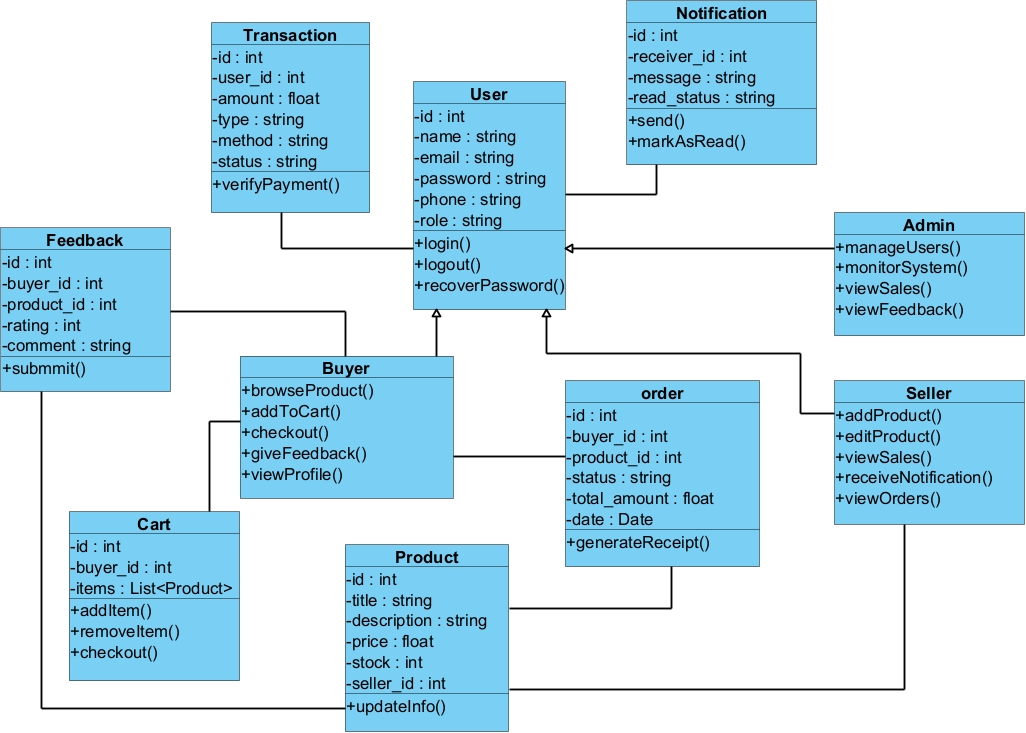 Transaction
-id : int
-user_id : int
-amount : float
-type : string
-method : string
-status : string
+verifyPayment()
User
-id : int
-name : string
-email : string
-password : string
-phone : string
-role : string
+login()
+logout()
+recoverPassword()
Notification
-id : int
-receiver_id : int
-message : string
-read_status : string
+send()
+markAsRead()
Feedback
-id : int
-buyer_id : int
-product_id : int
-rating : int
-comment : string
+submmit()
Admin
+manageUsers()
+monitorSystem()
+viewSales()
+viewFeedback()
Buyer
+browseProduct()
+addToCart()
+checkout()
+giveFeedback()
+viewProfile()
order
-id : int
-buyer_id : int
-product_id : int
-status : string
-total_amount : float
-date : Date
+generateReceipt()
Seller
+addProduct()
+editProduct()
+viewSales()
+receiveNotification()
+viewOrders()
Cart
-id : int
-buyer_id : int
-items : List<Product>
+addItem()
+removeItem()
+checkout()
Product
-id : int
-title : string
-description : string
-price : float
-stock : int
-seller_id : int
+updateInfo()